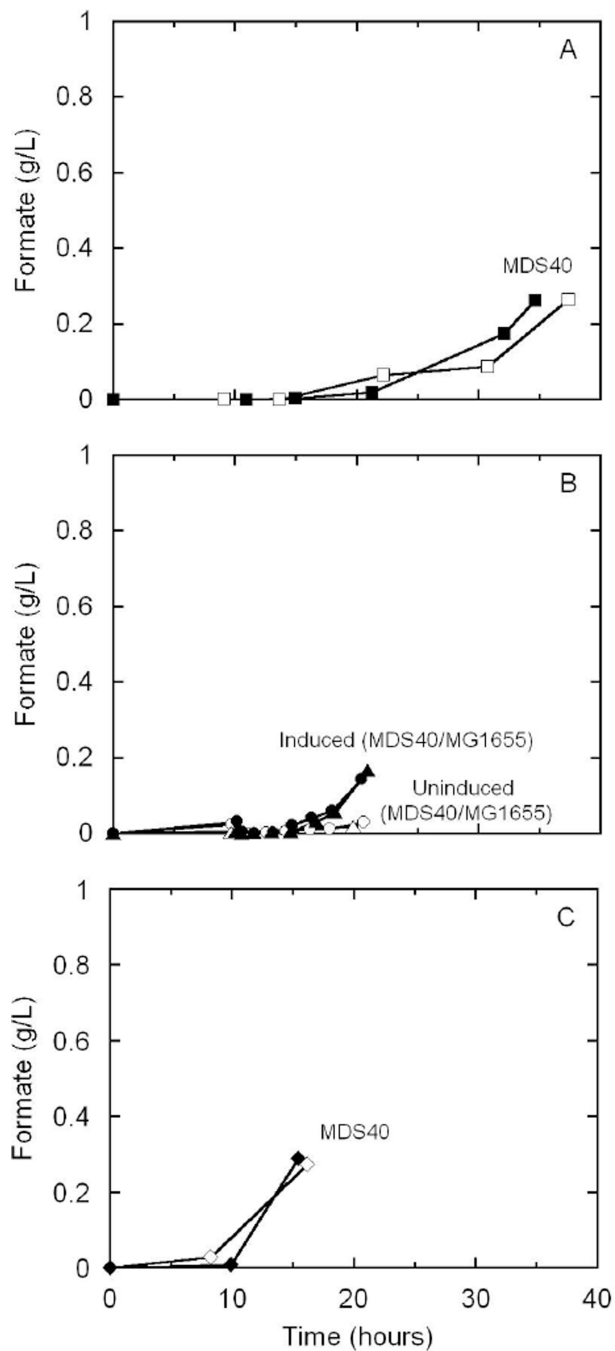 1
A
0.8
0.6
Formate (g/L)
0.4
MDS40
0.2
0
1
B
0.8
0.6
Formate (g/L)
0.4
Induced (MDS40/MG1655)
0.2
Uninduced
(MDS40/MG1655)
0
1
C
0.8
0.6
Formate (g/L)
0.4
MDS40
0.2
0
0 10 20 30 40
Time (hours)